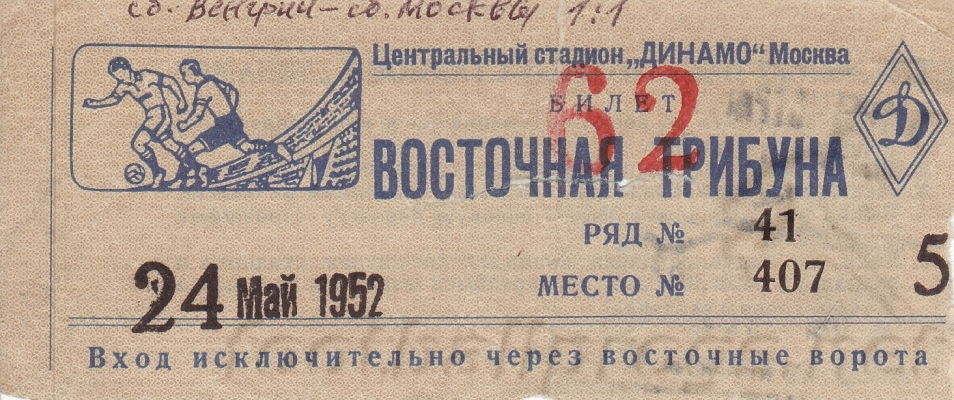 сб. Венгрии - сб. Москвы 1:1
Центральный стадион „ДИНАМО“ Москва
БИЛЕТ
62
ВОСТОЧНАЯ ТРИБУНА
Д
РЯД № 41
МЕСТО № 407
5
24 Май 1952
Вход исключительно через восточные ворота